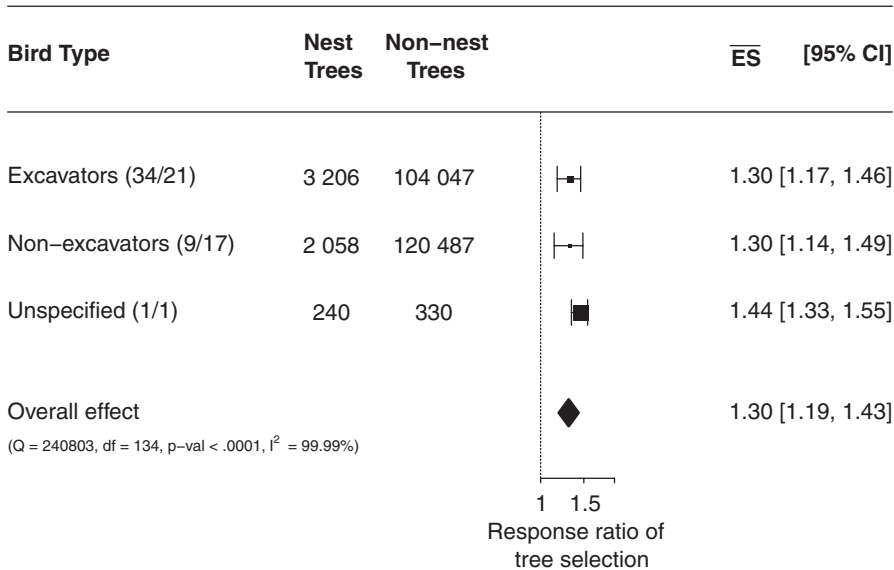 Bird Type Nest Trees Non−nest Trees ES [95% CI]
Excavators (34/21) 3 206 104 047 1.30 [1.17, 1.46]
Non−excavators (9/17) 2 058 120 487 1.30 [1.14, 1.49]
Unspecified (1/1) 240 330 1.44 [1.33, 1.55]
Overall effect 1.30 [1.19, 1.43]
(Q = 240803, df = 134, p−val < .0001, I² = 99.99%)
1 1.5
Response ratio of
tree selection